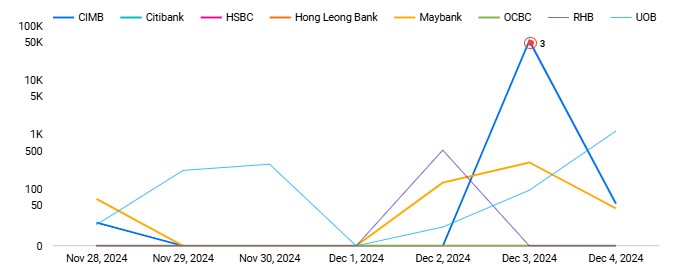 CIMB Citibank HSBC Hong Leong Bank Maybank OCBC RHB UOB
100K
50K
3
10K
5K
1K
500
100
50
0
Nov 28, 2024 Nov 29, 2024 Nov 30, 2024 Dec 1, 2024 Dec 2, 2024 Dec 3, 2024 Dec 4, 2024